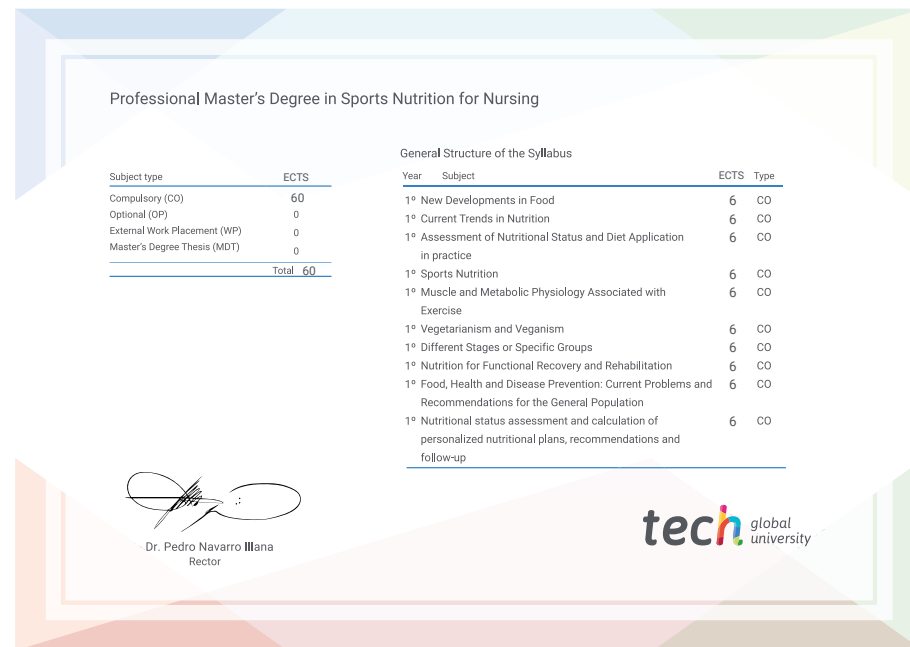 Professional Master's Degree in Sports Nutrition for Nursing
Subject type ECTS
Compulsory (CO) 60
Optional (OP) 0
External Work Placement (WP) 0
Master's Degree Thesis (MDT) 0
Total 60
General Structure of the Syllabus
Year Subject ECTS Type
1º New Developments in Food 6 CO
1º Current Trends in Nutrition 6 CO
1º Assessment of Nutritional Status and Diet Application 6 CO
in practice
1º Sports Nutrition 6 CO
1º Muscle and Metabolic Physiology Associated with 6 CO
Exercise
1º Vegetarianism and Veganism 6 CO
1º Different Stages or Specific Groups 6 CO
1º Nutrition for Functional Recovery and Rehabilitation 6 CO
1º Food, Health and Disease Prevention: Current Problems and 6 CO
Recommendations for the General Population
1º Nutritional status assessment and calculation of 6 CO
personalized nutritional plans, recommendations and
follow-up
Dr. Pedro Navarro Illana
Rector
tech global
university